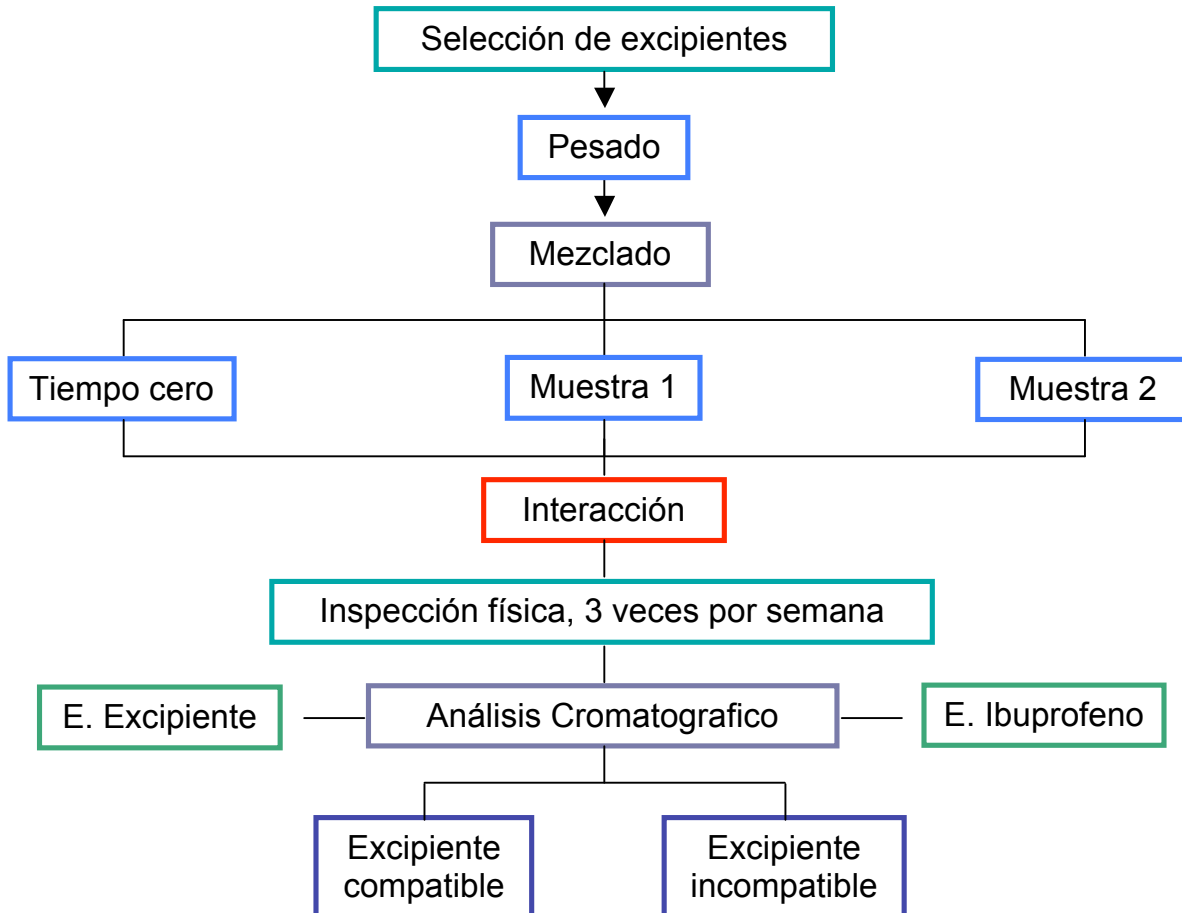 Selección de excipientes
Pesado
Mezclado
Tiempo cero
Muestra 1
Muestra 2
Interacción
Inspección física, 3 veces por semana
E. Excipiente
Análisis Cromatografico
E. Ibuprofeno
Excipiente
compatible
Excipiente
incompatible